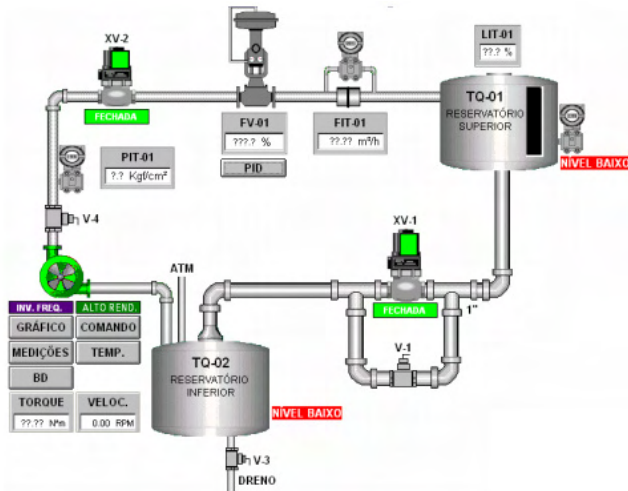 XV-2
FECHADA
FV-01
???.? %
PID
FIT-01
??.?? m³/h
LIT-01
??.? %
TQ-01
RESERVATÓRIO
SUPERIOR
NÍVEL BAIXO
PIT-01
?.? Kgf/cm²
V-4
ATM
XV-1
FECHADA
1"
V-1
INV. FREQ.
ALTO REND.
GRÁFICO
COMANDO
MEDIÇÕES
TEMP.
BD
TORQUE
??.?? N*m
VELOC.
0.00 RPM
TQ-02
RESERVATÓRIO
INFERIOR
NÍVEL BAIXO
V-3
DRENO